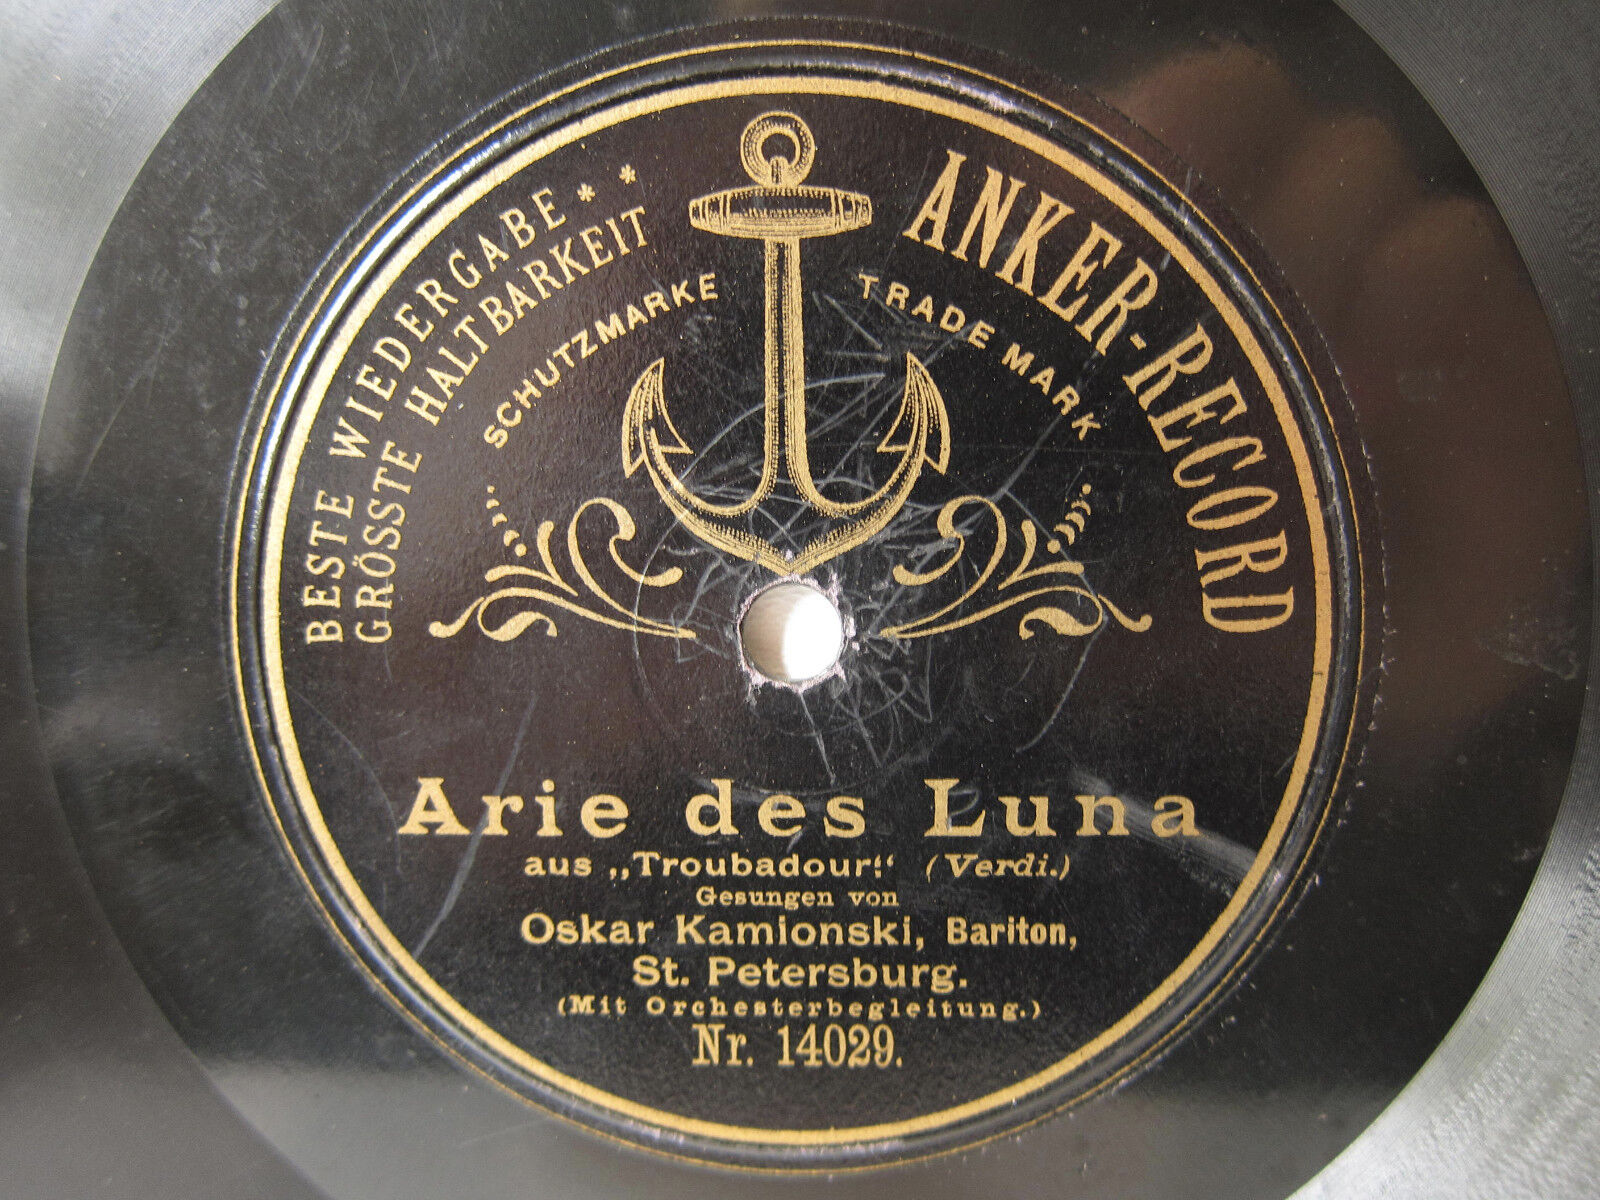 BESTE WIEDERGABE * *
GRÖSSTE HALTBARKEIT
SCHUTZMARKE
TRADE MARK
ANKER-RECORD
Arie des Luna
aus „Troubadour“ (Verdi.)
Gesungen von
Oskar Kamionski, Bariton,
St. Petersburg.
(Mit Orchesterbegleitung.)
Nr. 14029.